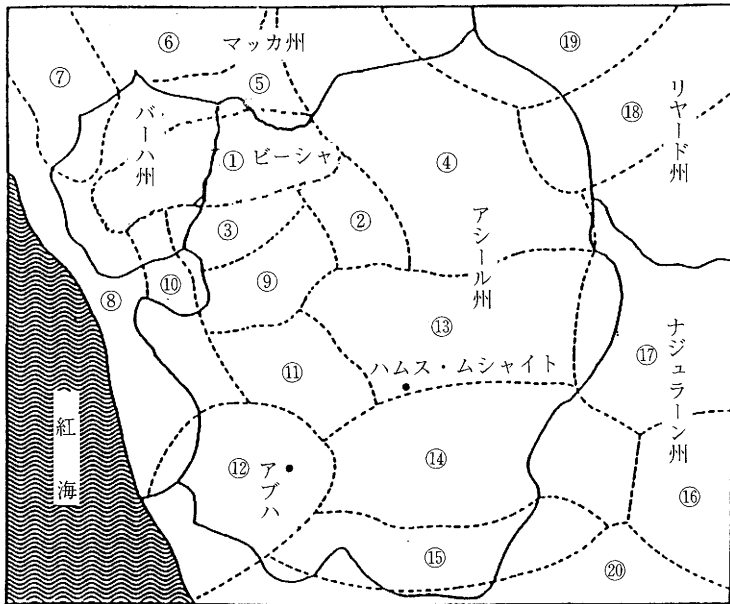 ⑥
マッカ州
⑲
⑦
⑤
⑱
リヤード州
バーハ州
① ビーシャ
④
②
③
アシール州
⑩
⑨
⑧
⑬
ナジュラーン州
⑰
⑪
ハムス・ムシャイト
紅海
⑫
アブハ
⑭
⑯
⑮
⑳